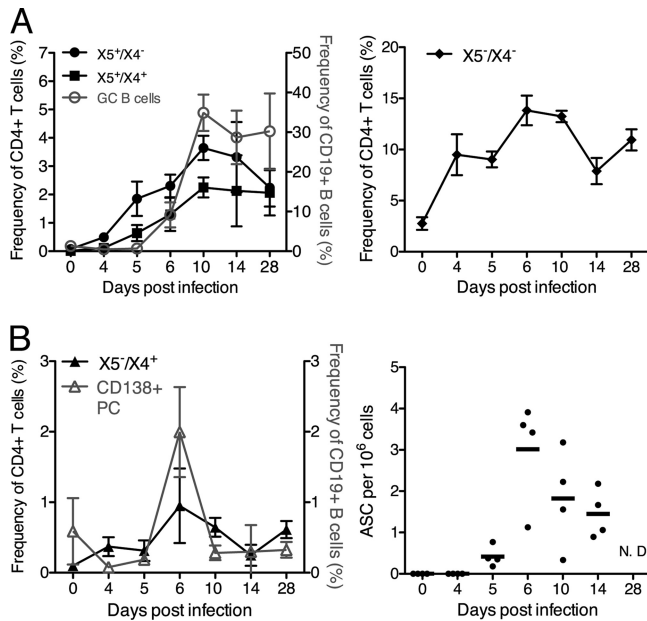 A
Frequency of CD4+ T cells (%)
7
6
5
4
3
2
1
0
X5+/X4-
X5+/X4+
GC B cells
50
40
30
20
10
0
Frequency of CD19+ B cells (%)
0 4 5 6 10 14 28
Days post infection
Frequency of CD4+ T cells (%)
20
15
10
5
0
X5-/X4-
0 4 5 6 10 14 28
Days post infection
B
Frequency of CD4+ T cells (%)
3
2
1
0
X5-/X4+
CD138+
PC
3
2
1
0
Frequency of CD19+ B cells (%)
0 4 5 6 10 14 28
Days post infection
ASC per 10^6 cells
5
4
3
2
1
0
N. D
0 4 5 6 10 14 28
Days post infection